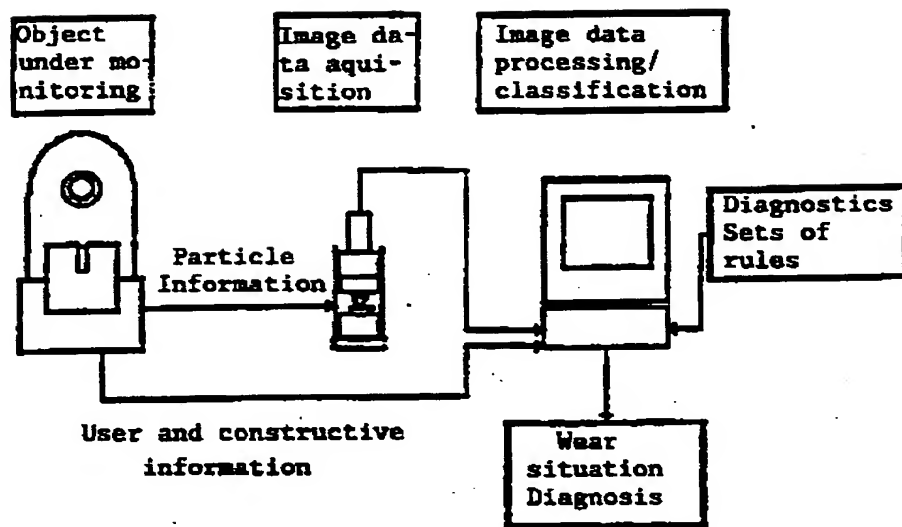 Object
under mo-
nitoring
Image da-
ta aqui-
sition
Image data
processing/
classification
Particle
Information
Diagnostics
Sets of
rules
User and constructive
information
Wear
situation
Diagnosis